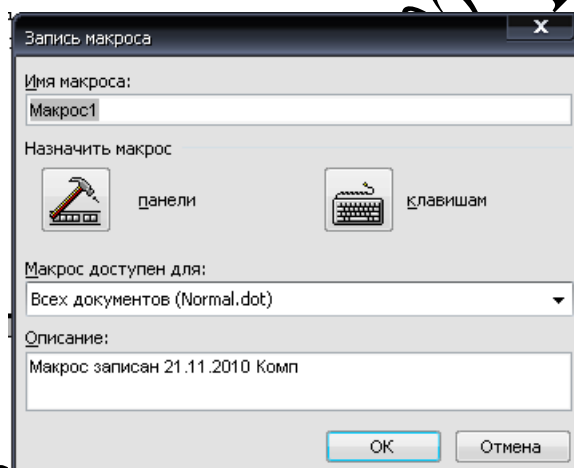 Запись макроса
Имя макроса:
Макрос1
Назначить макрос
панели
клавишам
Макрос доступен для:
Всех документов (Normal.dot)
Описание:
Макрос записан 21.11.2010 Комп
ОК
Отмена